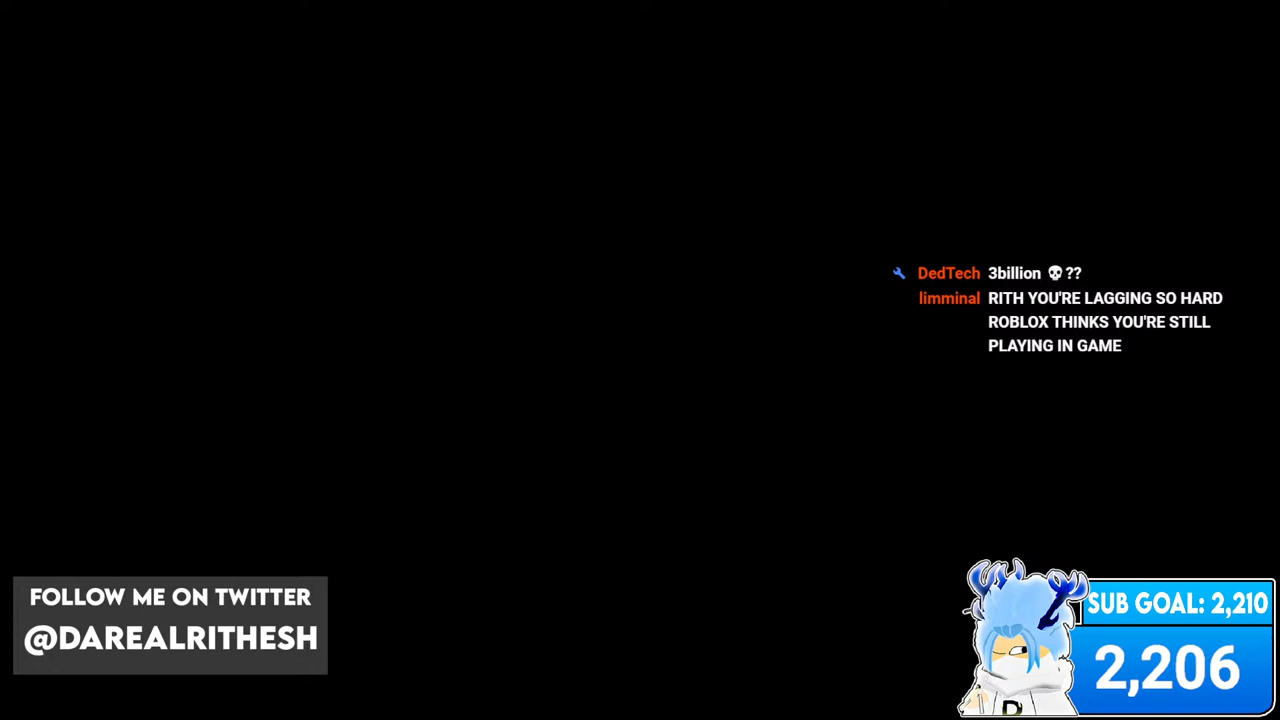 DedTech 3billion 💀??
limminal RITH YOU'RE LAGGING SO HARD
ROBLOX THINKS YOU'RE STILL
PLAYING IN GAME
FOLLOW ME ON TWITTER
@DAREALRITHESH
SUB GOAL: 2,210
2,206